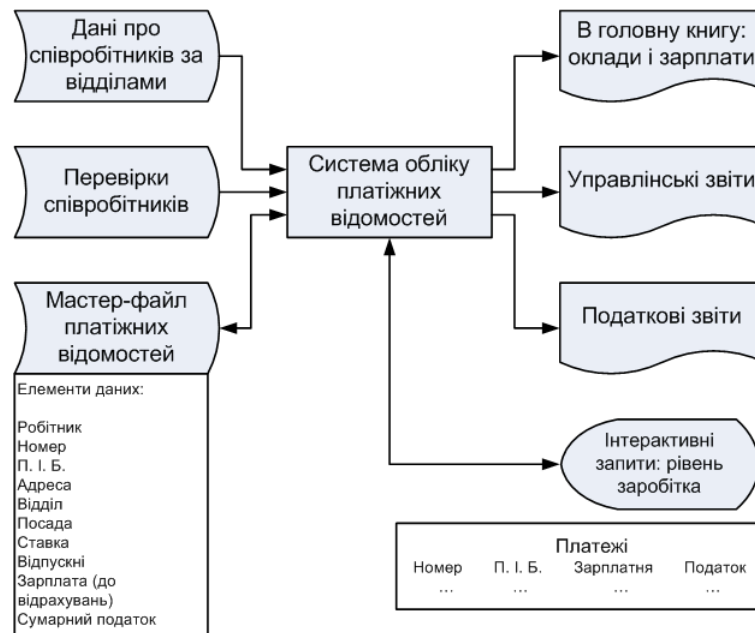 Дані про
співробітників за
відділами
В головну книгу:
оклади і зарплати
Перевірки
співробітників
Система обліку
платіжних
відомостей
Управлінські звіти
Мастер-файл
платіжних
відомостей
Податкові звіти
Елементи даних:
Робітник
Номер
П. І. Б.
Адреса
Відділ
Посада
Ставка
Відпускні
Зарплата (до
відрахувань)
Сумарний податок
Інтерактивні
запити: рівень
заробітка
Платежі
Номер П. І. Б. Зарплатня Податок
... ... ... ...